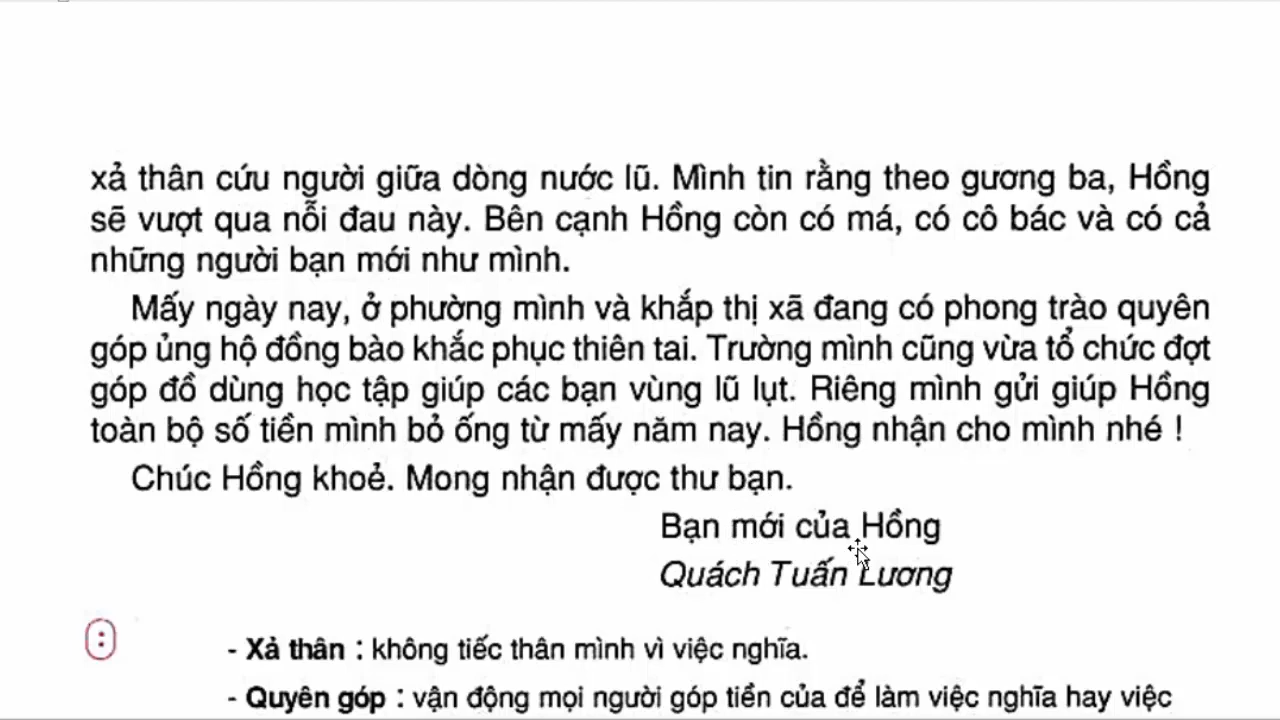 xả thân cứu người giữa dòng nước lũ. Mình tin rằng theo gương ba, Hồng
sẽ vượt qua nỗi đau này. Bên cạnh Hồng còn có má, có cô bác và có cả
những người bạn mới như mình.
Mấy ngày nay, ở phường mình và khắp thị xã đang có phong trào quyên
góp ủng hộ đồng bào khắc phục thiên tai. Trường mình cũng vừa tổ chức đợt
góp đồ dùng học tập giúp các bạn vùng lũ lụt. Riêng mình gửi giúp Hồng
toàn bộ số tiền mình bỏ ống từ mấy năm nay. Hồng nhận cho mình nhé !
Chúc Hồng khoẻ. Mong nhận được thư bạn.
Bạn mới của Hồng
Quách Tuấn Lương
- Xả thân : không tiếc thân mình vì việc nghĩa.
- Quyên góp : vận động mọi người góp tiền của để làm việc nghĩa hay việc